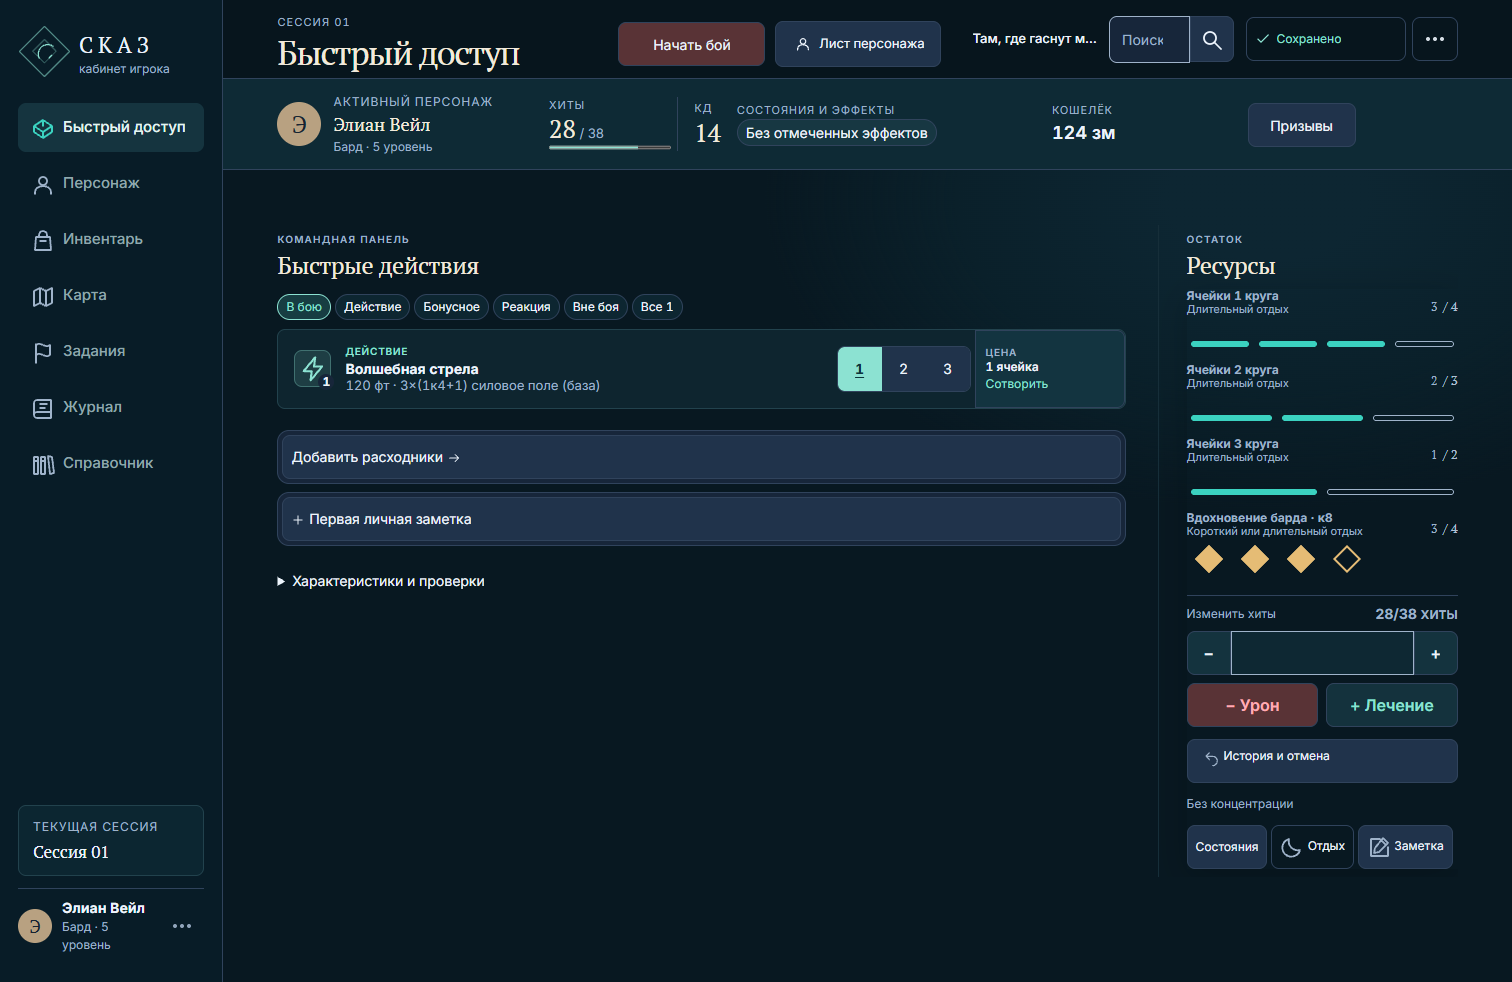 СКАЗ
кабинет игрока
Быстрый доступ
Персонаж
Инвентарь
Карта
Задания
Журнал
Справочник
ТЕКУЩАЯ СЕССИЯ
Сессия 01
Э
Элиан Вейл
Бард · 5
уровень
СЕССИЯ 01
Быстрый доступ
Начать бой
Лист персонажа
Там, где гаснут м...
Поиск
Сохранено
Э
АКТИВНЫЙ ПЕРСОНАЖ
Элиан Вейл
Бард · 5 уровень
ХИТЫ
28 / 38
КД
14
СОСТОЯНИЯ И ЭФФЕКТЫ
Без отмеченных эффектов
КОШЕЛЁК
124 зм
Призывы
КОМАНДНАЯ ПАНЕЛЬ
Быстрые действия
В бою
Действие
Бонусное
Реакция
Вне боя
Все 1
1
ДЕЙСТВИЕ
Волшебная стрела
120 фт · 3×(1к4+1) силовое поле (база)
1 2 3
ЦЕНА
1 ячейка
Сотворить
Добавить расходники →
+ Первая личная заметка
▶ Характеристики и проверки
ОСТАТОК
Ресурсы
Ячейки 1 круга
Длительный отдых
3 / 4
Ячейки 2 круга
Длительный отдых
2 / 3
Ячейки 3 круга
Длительный отдых
1 / 2
Вдохновение барда · к8
Короткий или длительный отдых
3 / 4
Изменить хиты
28/38 ХИТЫ
− +
− Урон
+ Лечение
История и отмена
Без концентрации
Состояния
Отдых
Заметка